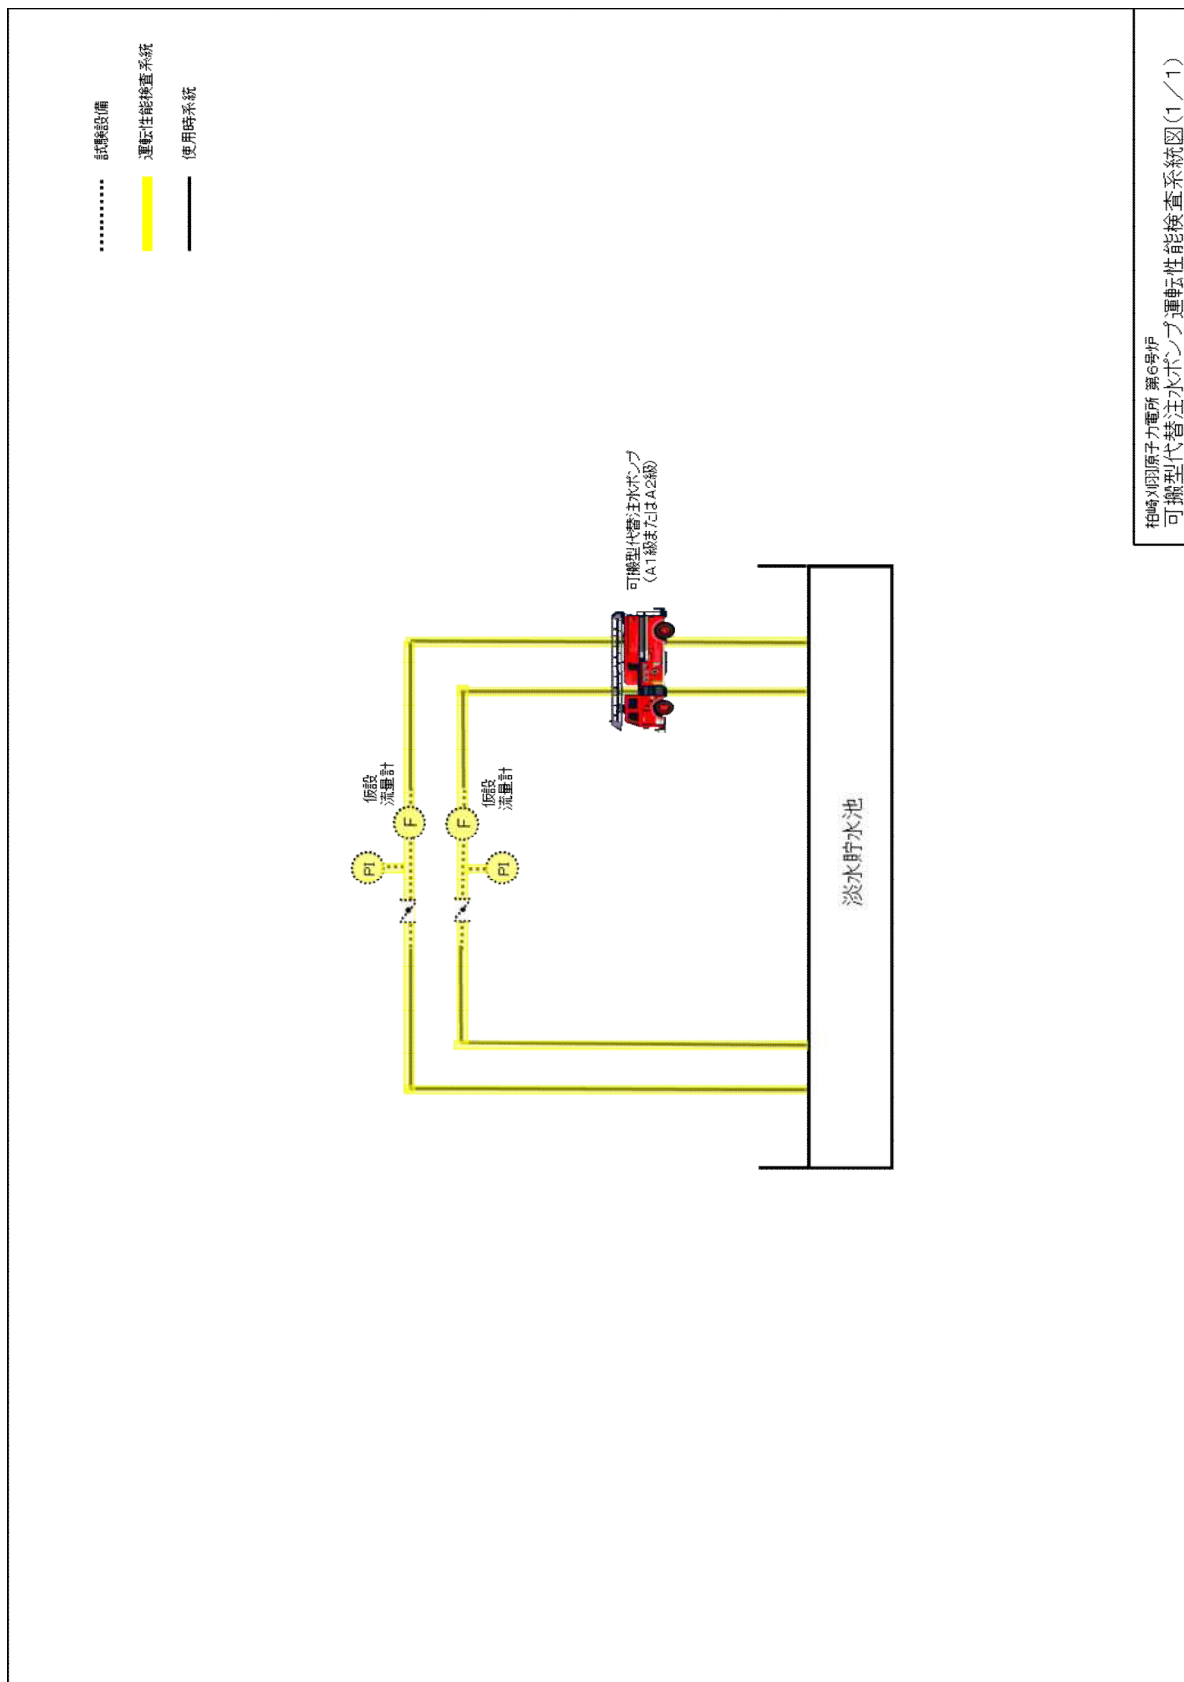 試験設備
運転性能検査系統
使用時系統
仮設
流量計
PI
F
F
PI
仮設
流量計
可搬型代替注水ポンプ
（A1級またはA2級）
淡水貯水池
柏崎刈羽原子力発電所 第6号炉
可搬型代替注水ポンプ運転性能検査系統図(1／1)